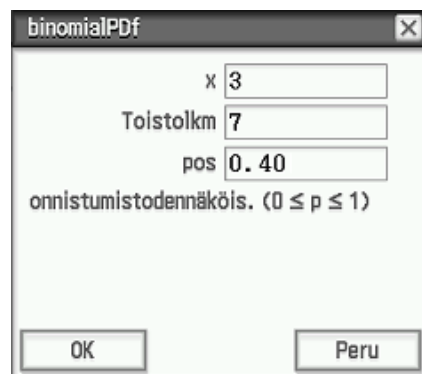 binomialPDf
x 3
Toistolkm 7
pos 0.40
onnistumistodennäköis. (0 ≤ p ≤ 1)
OK Peru